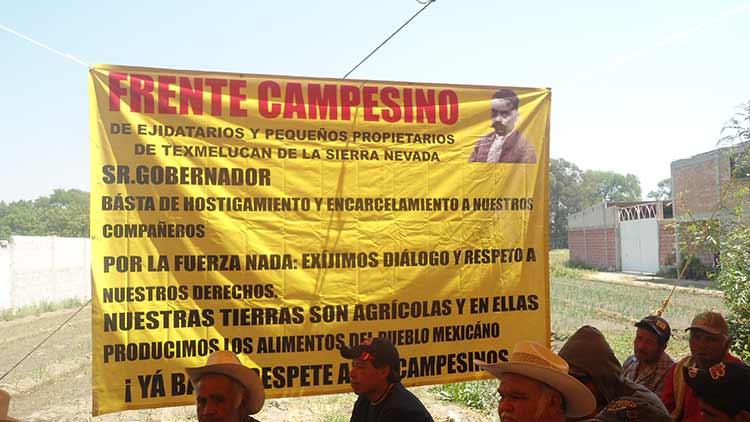 FRENTE CAMPESINO
DE EJIDATARIOS Y PEQUEÑOS PROPIETARIOS
DE TEXMELUCAN DE LA SIERRA NEVADA
SR.GOBERNADOR
BÁSTA DE HOSTIGAMIENTO Y ENCARCELAMIENTO A NUESTROS
COMPAÑEROS
POR LA FUERZA NADA: EXÍJIMOS DIÁLOGO Y RESPETO A
NUESTROS DERECHOS.
NUESTRAS TIERRAS SON AGRÍCOLAS Y EN ELLAS
PRODUCIMOS LOS ALIMENTOS DEL PUEBLO MEXICÁNO
¡ YÁ RESPETE A CAMPESINOS